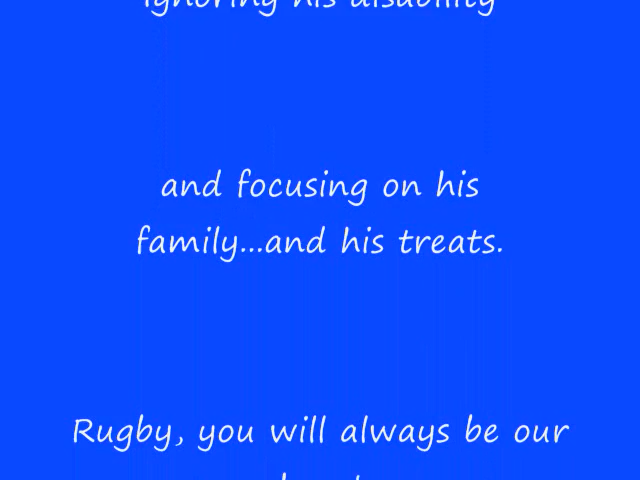 ignoring his disability
and focusing on his
family...and his treats.
Rugby, you will always be our